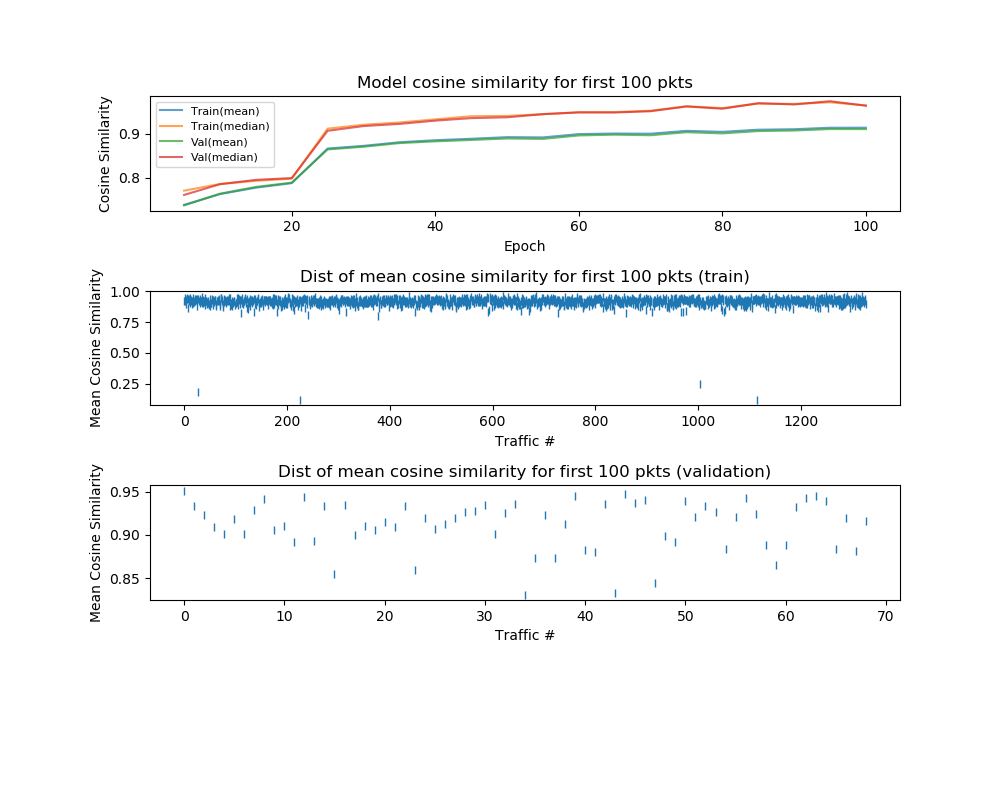 Model cosine similarity for first 100 pkts
Cosine Similarity
0.9
0.8
Train(mean)
Train(median)
Val(mean)
Val(median)
20 40 60 80 100
Epoch
Dist of mean cosine similarity for first 100 pkts (train)
Mean Cosine Similarity
1.00
0.75
0.50
0.25
0 200 400 600 800 1000 1200
Traffic #
Dist of mean cosine similarity for first 100 pkts (validation)
Mean Cosine Similarity
0.95
0.90
0.85
0 10 20 30 40 50 60 70
Traffic #